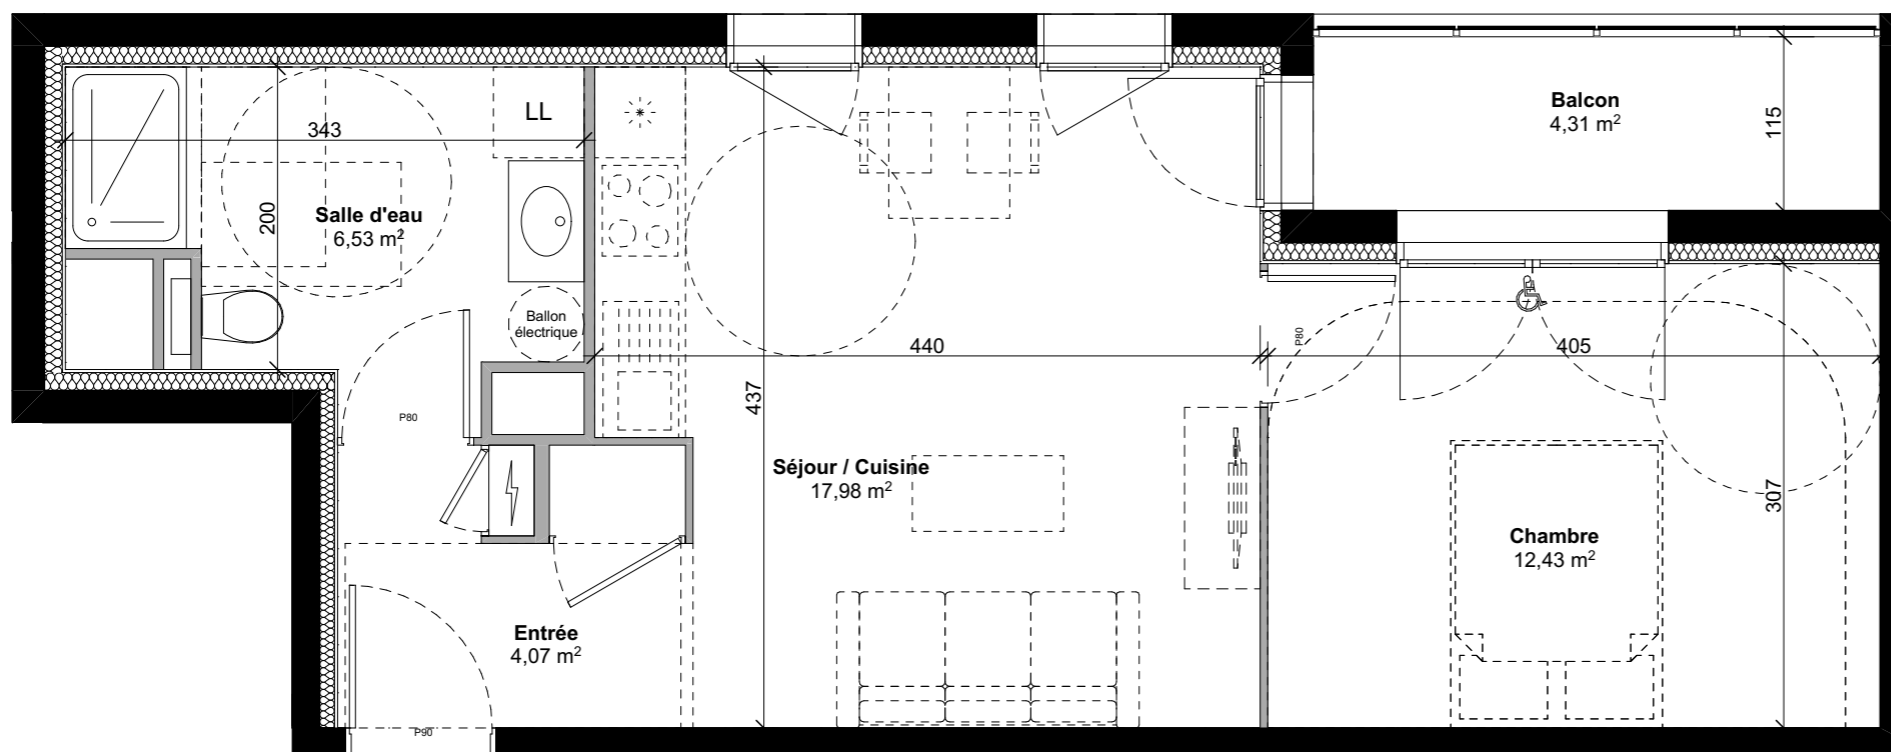 LL
343
200
Salle d'eau
6,53 m²
Ballon
électrique
P80
Balcon
4,31 m²
115
440
437
P80
405
307
Séjour / Cuisine
17,98 m²
Chambre
12,43 m²
Entrée
4,07 m²
P90